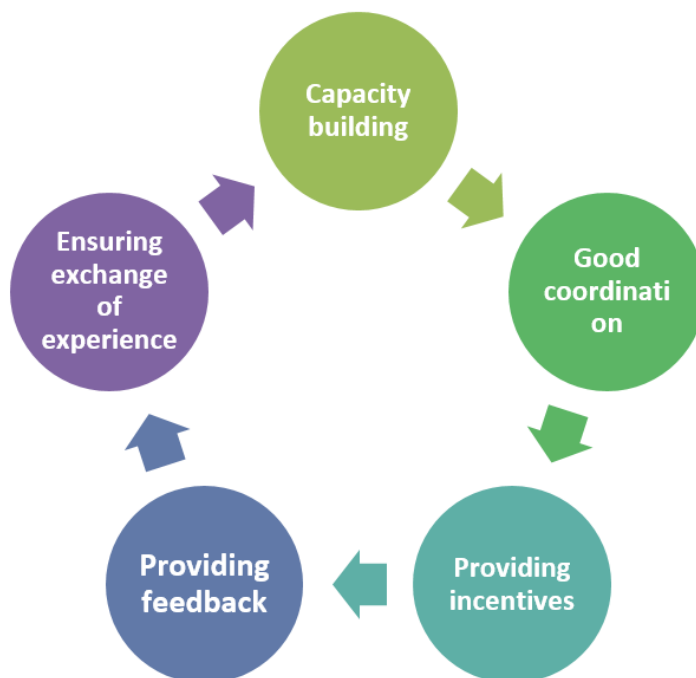 Capacity
building
Good
coordinati
on
Providing
incentives
Providing
feedback
Ensuring
exchange
of
experience